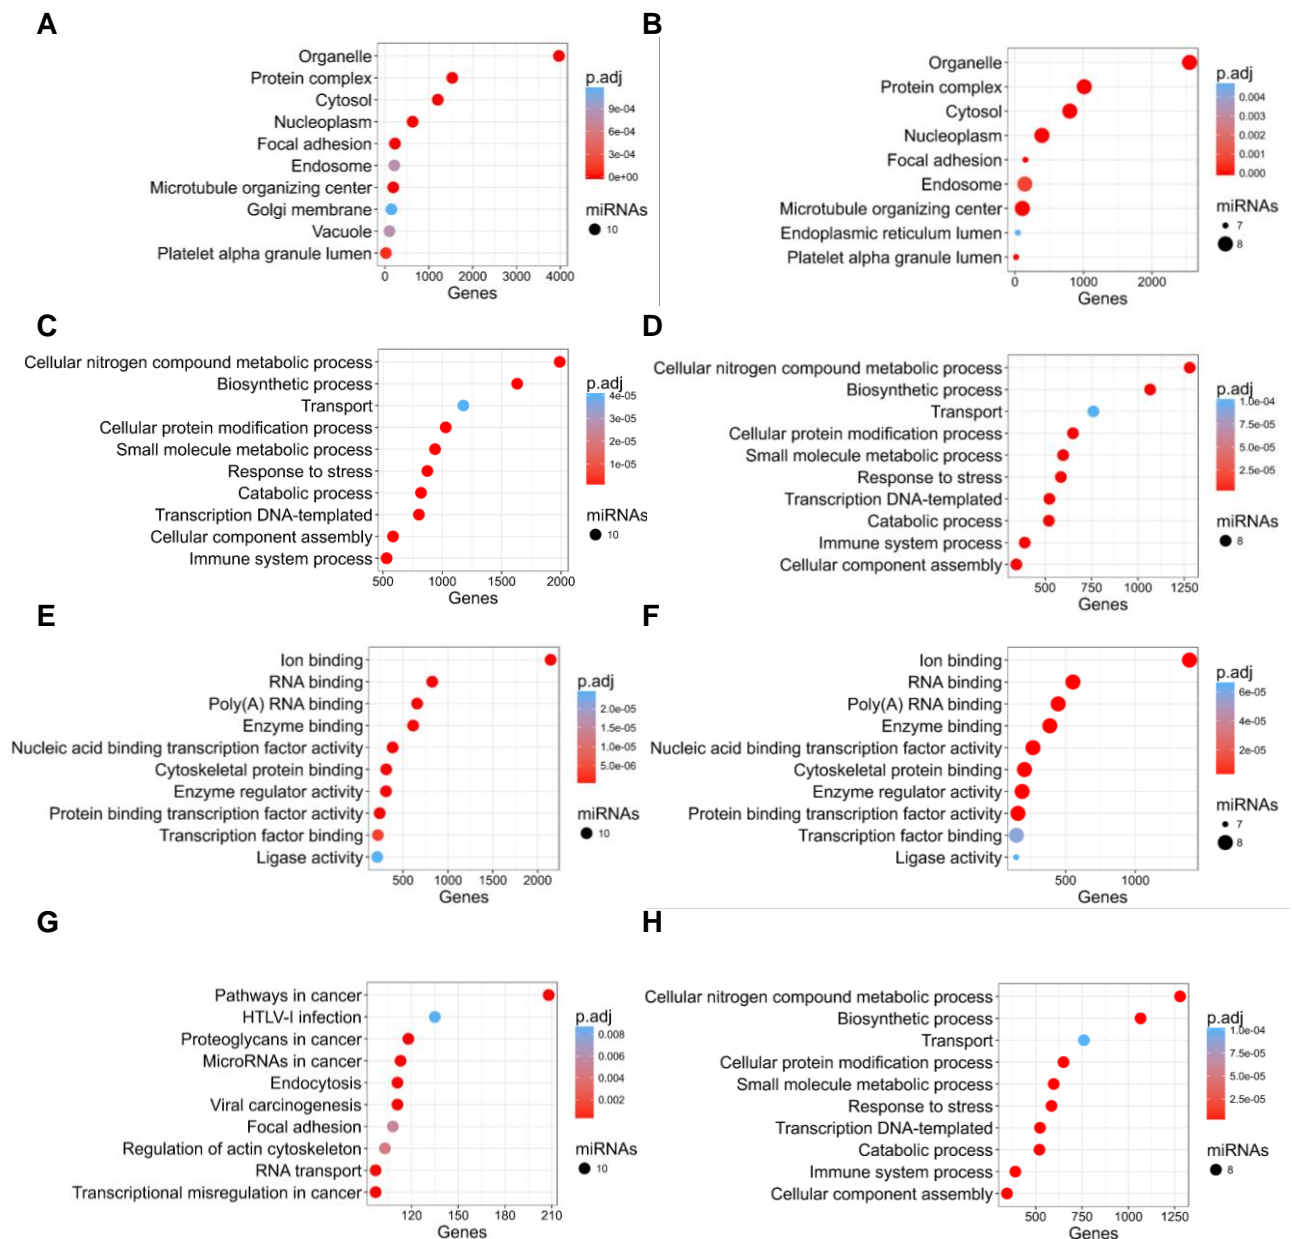 A
Organelle
Protein complex
Cytosol
Nucleoplasm
Focal adhesion
Endosome
Microtubule organizing center
Golgi membrane
Vacuole
Platelet alpha granule lumen
0 1000 2000 3000 4000
Genes
p.adj
9e-04
6e-04
3e-04
0e+00
miRNAs
10
B
Organelle
Protein complex
Cytosol
Nucleoplasm
Focal adhesion
Endosome
Microtubule organizing center
Endoplasmic reticulum lumen
Platelet alpha granule lumen
0 1000 2000
Genes
p.adj
0.004
0.003
0.002
0.001
0.000
miRNAs
7
8
C
Cellular nitrogen compound metabolic process
Biosynthetic process
Transport
Cellular protein modification process
Small molecule metabolic process
Response to stress
Catabolic process
Transcription DNA-templated
Cellular component assembly
Immune system process
500 1000 1500 2000
Genes
p.adj
4e-05
3e-05
2e-05
1e-05
miRNAs
10
D
Cellular nitrogen compound metabolic process
Biosynthetic process
Transport
Cellular protein modification process
Small molecule metabolic process
Response to stress
Transcription DNA-templated
Catabolic process
Immune system process
Cellular component assembly
500 750 1000 1250
Genes
p.adj
1.0e-04
7.5e-05
5.0e-05
2.5e-05
miRNAs
8
E
Ion binding
RNA binding
Poly(A) RNA binding
Enzyme binding
Nucleic acid binding transcription factor activity
Cytoskeletal protein binding
Enzyme regulator activity
Protein binding transcription factor activity
Transcription factor binding
Ligase activity
500 1000 1500 2000
Genes
p.adj
2.0e-05
1.5e-05
1.0e-05
5.0e-06
miRNAs
10
F
Ion binding
RNA binding
Poly(A) RNA binding
Enzyme binding
Nucleic acid binding transcription factor activity
Cytoskeletal protein binding
Enzyme regulator activity
Protein binding transcription factor activity
Transcription factor binding
Ligase activity
500 1000
Genes
p.adj
6e-05
4e-05
2e-05
miRNAs
7
8
G
Pathways in cancer
HTLV-I infection
Proteoglycans in cancer
MicroRNAs in cancer
Endocytosis
Viral carcinogenesis
Focal adhesion
Regulation of actin cytoskeleton
RNA transport
Transcriptional misregulation in cancer
120 150 180 210
Genes
p.adj
0.008
0.006
0.004
0.002
miRNAs
10
H
Cellular nitrogen compound metabolic process
Biosynthetic process
Transport
Cellular protein modification process
Small molecule metabolic process
Response to stress
Transcription DNA-templated
Catabolic process
Immune system process
Cellular component assembly
500 750 1000 1250
Genes
p.adj
1.0e-04
7.5e-05
5.0e-05
2.5e-05
miRNAs
8